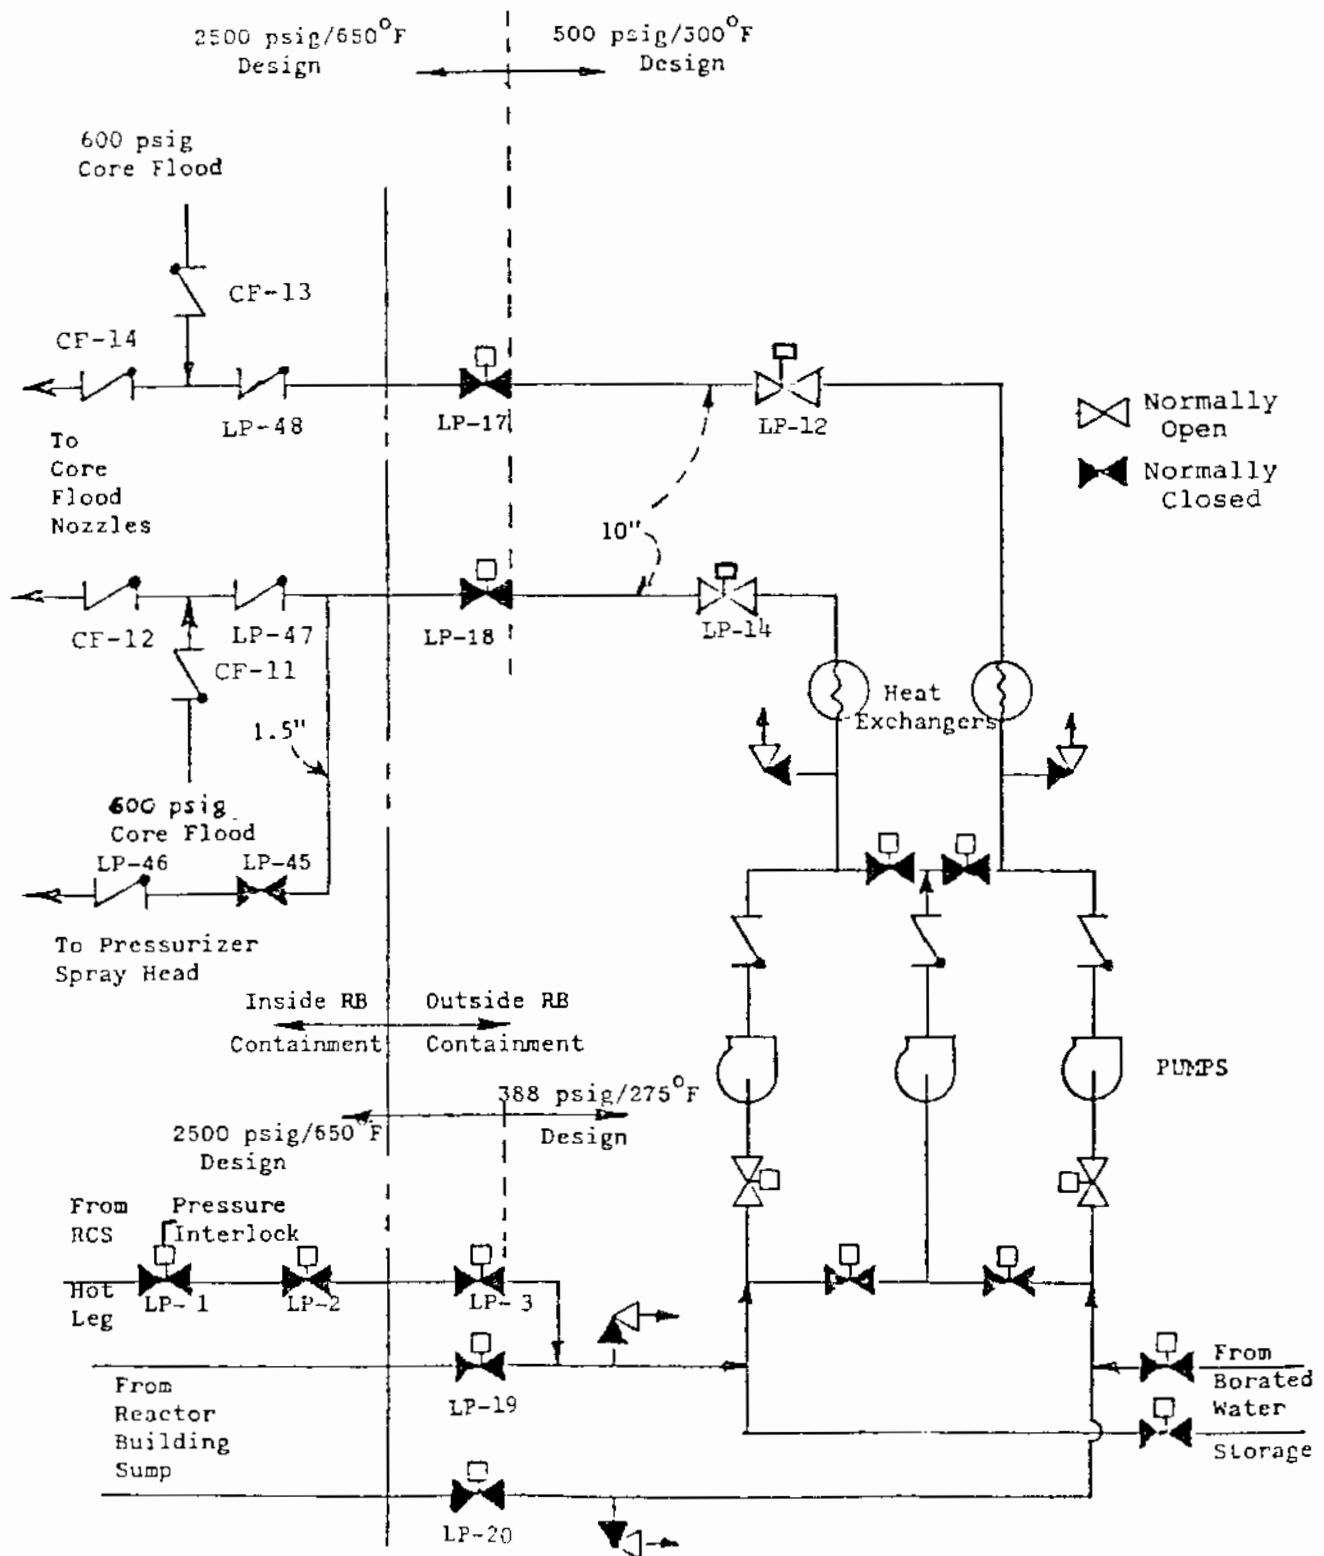 2500 psig/650°F
Design
500 psig/300°F
Design
600 psig
Core Flood
CF-13
CF-14
LP-48
LP-17
LP-12
Normally
Open
Normally
Closed
To
Core
Flood
Nozzles
10"
CF-12
LP-47
CF-11
LP-18
LP-14
Heat
Exchangers
1.5"
600 psig
Core Flood
LP-46
LP-45
To Pressurizer
Spray Head
Inside RB
Containment
Outside RB
Containment
PUMPS
388 psig/275°F
Design
2500 psig/650°F
Design
From
RCS
Hot
Leg
Pressure
Interlock
LP-1
LP-2
LP-3
LP-19
From
Reactor
Building
Sump
LP-20
From
Borated
Water
Storage